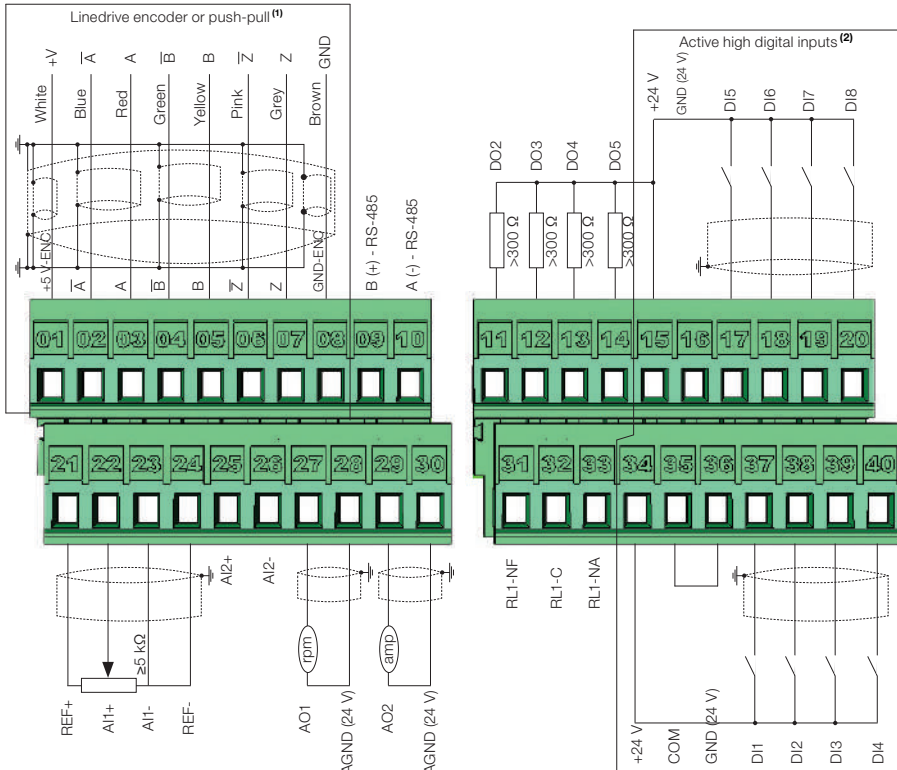 Linedrive encoder or push-pull (1)
White +V
Blue A̅
Red A
Green B̅
Yellow B
Pink Z̅
Grey Z
Brown GND
+5 V-ENC
A̅
A
B̅
B
Z̅
Z
GND-ENC
B (+) - RS-485
A (-) - RS-485
01 02 03 04 05 06 07 08 09 10
21 22 23 24 25 26 27 28 29 30
AI2+
AI2-
≥5 kΩ
rpm
amp
REF+
AI1+
AI1-
REF-
AO1
AGND (24 V)
AO2
AGND (24 V)
Active high digital inputs (2)
DO2
DO3
DO4
DO5
+24 V
GND (24 V)
DI5
DI6
DI7
DI8
>300 Ω
>300 Ω
>300 Ω
>300 Ω
11 12 13 14 15 16 17 18 19 20
31 32 33 34 35 36 37 38 39 40
RL1-NF
RL1-C
RL1-NA
+24 V
COM
GND (24 V)
DI1
DI2
DI3
DI4